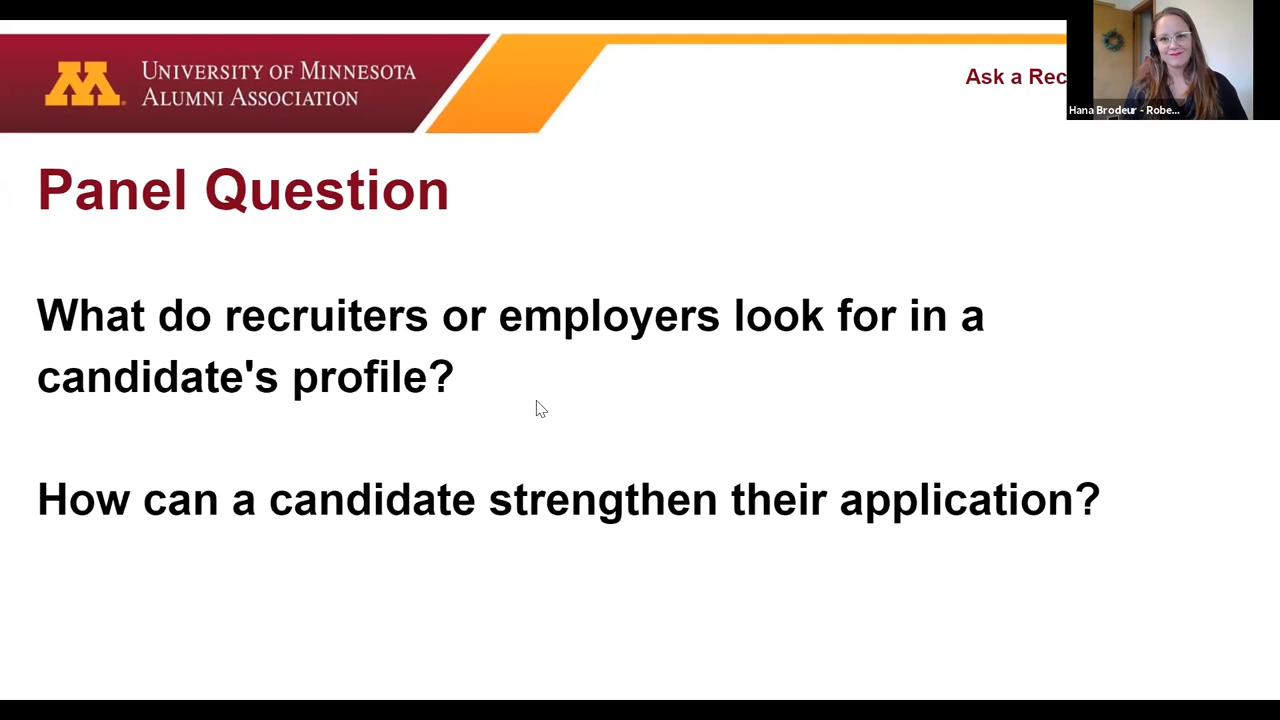 UNIVERSITY OF MINNESOTA
ALUMNI ASSOCIATION
Ask a Rec
Hana Brodeur - Robe...
Panel Question
What do recruiters or employers look for in a
candidate's profile?
How can a candidate strengthen their application?